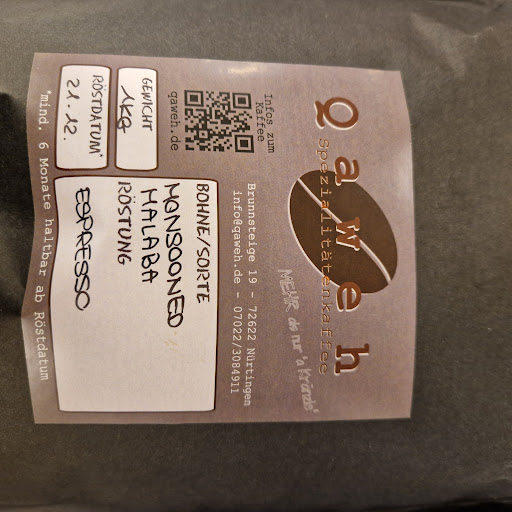 Qaweh
Spezialitätenkaffee
MEHR als nur 'a Kränzle'
Brunnsteige 19 - 72622 Nürtingen
info@qaweh.de - 07022/3084911
Infos zum
Kaffee
qaweh.de
GEWICHT
1KG
RÖSTDATUM*
21.12.
BOHNE/SORTE
MONSOONED
MALABA
RÖSTUNG
ESPRESSO
*mind. 6 Monate haltbar ab Röstdatum